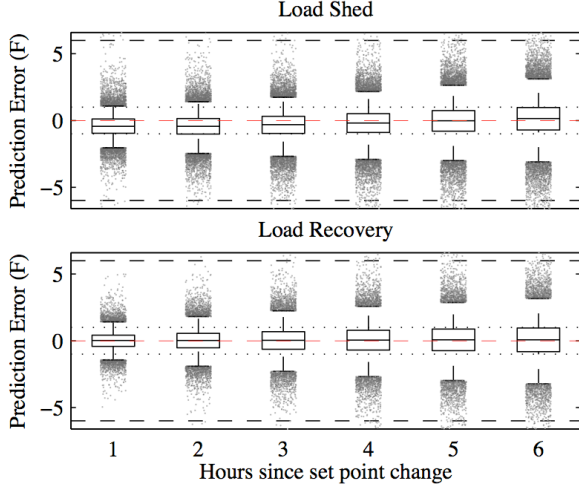 Load Shed
Prediction Error (F)
5
0
−5
Load Recovery
Prediction Error (F)
5
0
−5
1 2 3 4 5 6
Hours since set point change